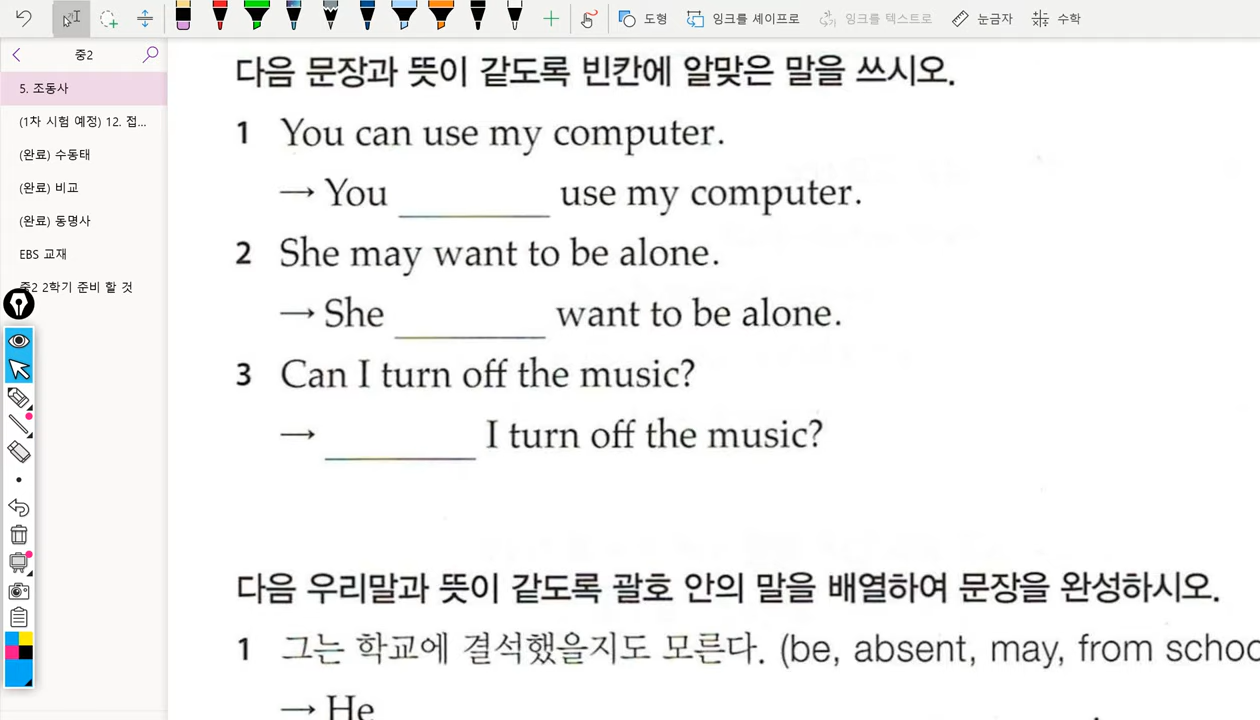 도형
잉크를 셰이프로
잉크를 텍스트로
눈금자
수학
중2
5. 조동사
(1차 시험 예정) 12. 접...
(완료) 수동태
(완료) 비교
(완료) 동명사
EBS 교재
중2 2학기 준비 할 것
다음 문장과 뜻이 같도록 빈칸에 알맞은 말을 쓰시오.
1 You can use my computer.
→ You ________ use my computer.
2 She may want to be alone.
→ She ________ want to be alone.
3 Can I turn off the music?
→ ________ I turn off the music?
다음 우리말과 뜻이 같도록 괄호 안의 말을 배열하여 문장을 완성하시오.
1 그는 학교에 결석했을지도 모른다. (be, absent, may, from schoo
→ He